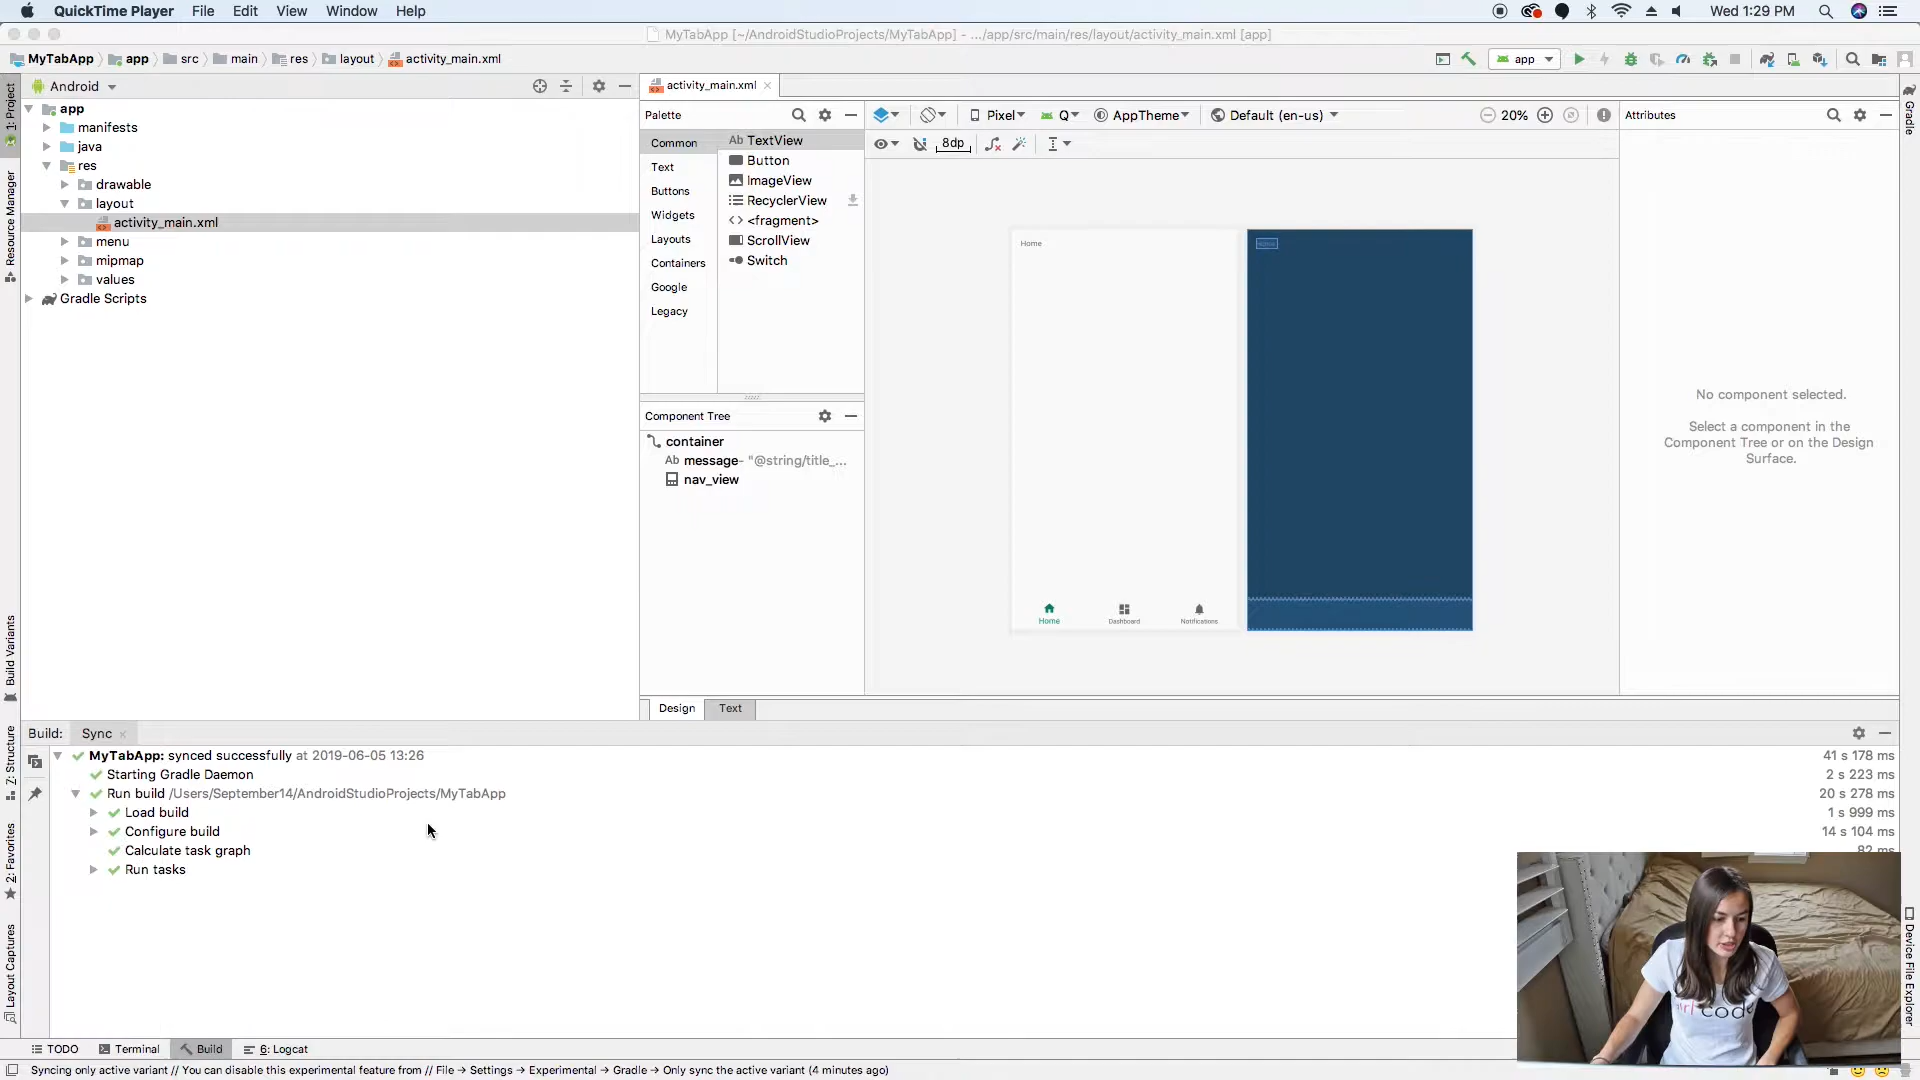 QuickTime Player File Edit View Window Help Wed 1:29 PM
MyTabApp [~/AndroidStudioProjects/MyTabApp] - .../app/src/main/res/layout/activity_main.xml [app]
MyTabApp app src main res layout activity_main.xml app
Android
app
manifests
java
res
drawable
layout
activity_main.xml
menu
mipmap
values
Gradle Scripts
1: Project
Resource Manager
Build Variants
Z: Structure
2: Favorites
Layout Captures
activity_main.xml
Palette
Common
Text
Buttons
Widgets
Layouts
Containers
Google
Legacy
Ab TextView
Button
ImageView
RecyclerView
<fragment>
ScrollView
Switch
Component Tree
container
Ab message- "@string/title_...
nav_view
Pixel Q AppTheme Default (en-us) 20%
8dp
Home
Home Dashboard Notifications
Attributes
No component selected.
Select a component in the
Component Tree or on the Design
Surface.
Gradle
Device File Explorer
Design Text
Build: Sync
MyTabApp: synced successfully at 2019-06-05 13:26 41 s 178 ms
Starting Gradle Daemon 2 s 223 ms
Run build /Users/September14/AndroidStudioProjects/MyTabApp 20 s 278 ms
Load build 1 s 999 ms
Configure build 14 s 104 ms
Calculate task graph 82 ms
Run tasks
TODO Terminal Build 6: Logcat
Syncing only active variant // You can disable this experimental feature from // File → Settings → Experimental → Gradle → Only sync the active variant (4 minutes ago)